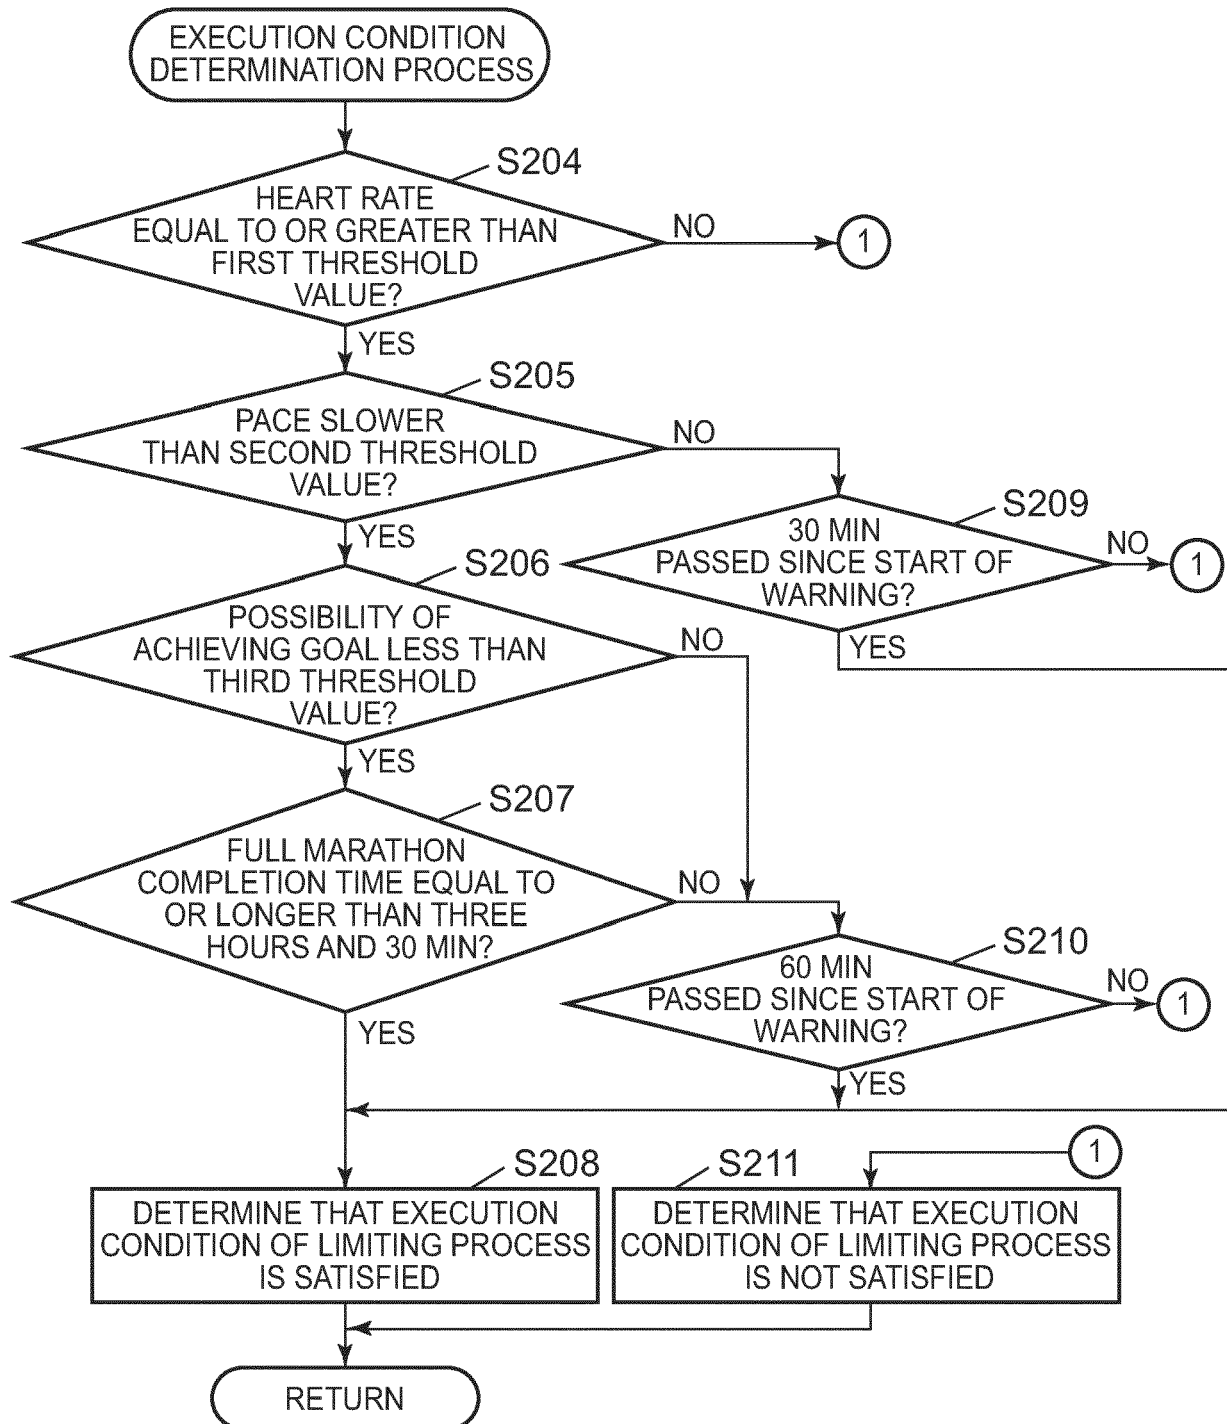 EXECUTION CONDITION
DETERMINATION PROCESS
S204
HEART RATE
EQUAL TO OR GREATER THAN
FIRST THRESHOLD
VALUE?
NO
1
YES
S205
PACE SLOWER
THAN SECOND THRESHOLD
VALUE?
NO
YES
S209
30 MIN
PASSED SINCE START OF
WARNING?
NO
1
YES
S206
POSSIBILITY OF
ACHIEVING GOAL LESS THAN
THIRD THRESHOLD
VALUE?
NO
YES
S207
FULL MARATHON
COMPLETION TIME EQUAL TO
OR LONGER THAN THREE
HOURS AND 30 MIN?
NO
YES
S210
60 MIN
PASSED SINCE START OF
WARNING?
NO
1
YES
S208
DETERMINE THAT EXECUTION
CONDITION OF LIMITING PROCESS
IS SATISFIED
1
S211
DETERMINE THAT EXECUTION
CONDITION OF LIMITING PROCESS
IS NOT SATISFIED
RETURN